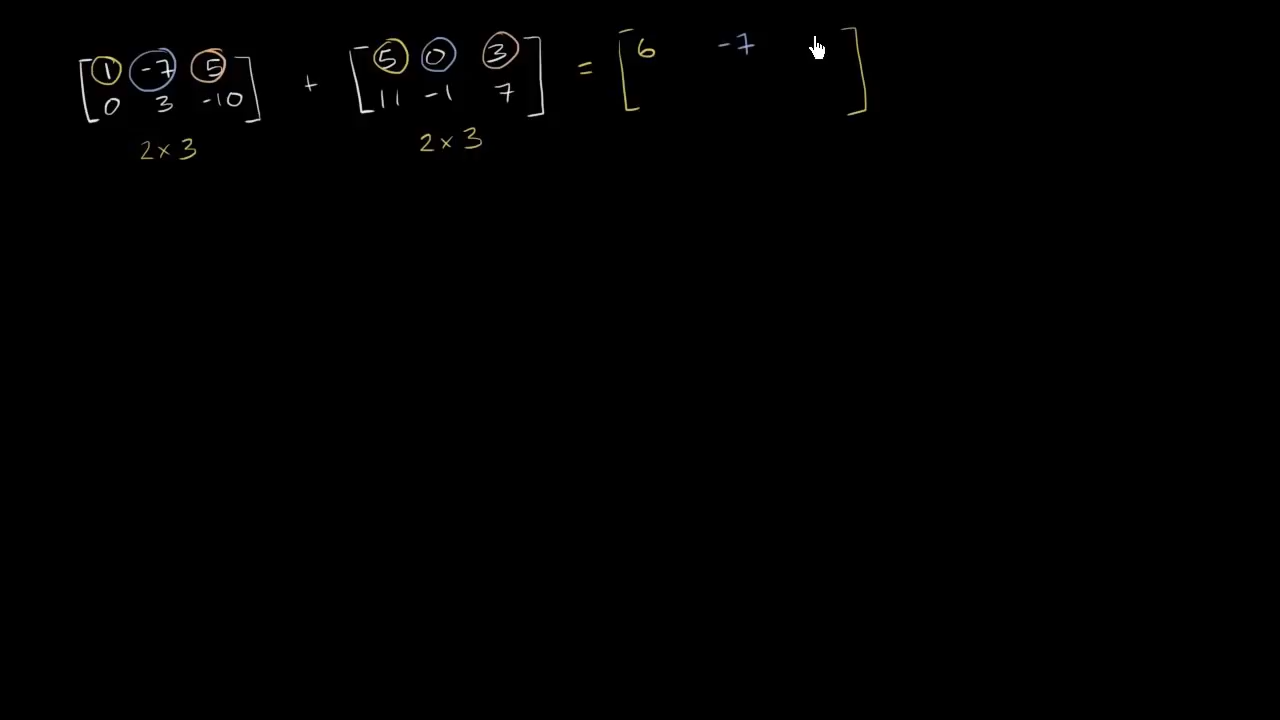 [1 -7 5] + [5 0 3] = [6 -7 ]
[0 3 -10] [11 -1 7]
2 x 3 2 x 3